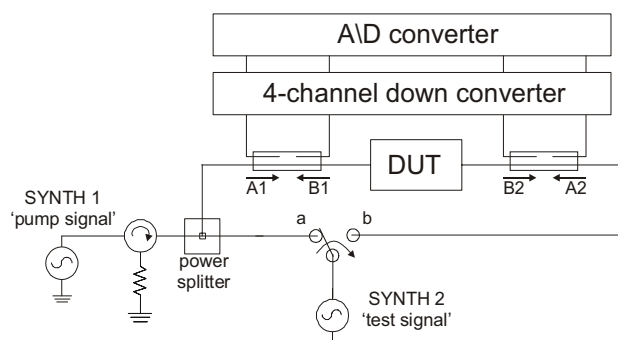 A\D converter
4-channel down converter
DUT
A1
B1
B2
A2
SYNTH 1
'pump signal'
a
b
power
splitter
SYNTH 2
'test signal'